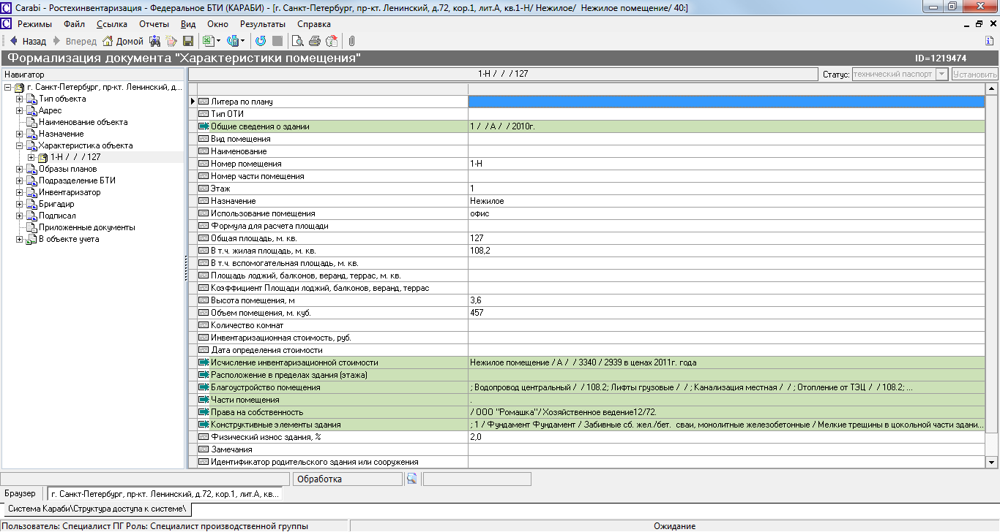 Carabi - Ростехинвентаризация - Федеральное БТИ (КАРАБИ) - [г. Санкт-Петербург, пр-кт. Ленинский, д.72, кор.1, лит.А, кв.1-Н/ Нежилое/ Нежилое помещение/ 40:]
Режимы Файл Ссылка Отчеты Вид Окно Результаты Справка
Назад Вперед Домой
Формализация документа "Характеристики помещения" ID=1219474
Навигатор
г. Санкт-Петербург, пр-кт. Ленинский, д...
Тип объекта
Адрес
Наименование объекта
Назначение
Характеристика объекта
1-Н / / / 127
Образы планов
Подразделение БТИ
Инвентаризатор
Бригадир
Подписал
Приложенные документы
В объекте учета
1-Н / / / 127 Статус: технический паспорт Установить
Литера по плану
Тип ОТИ
Общие сведения о здании 1 / / А / / 2010г.
Вид помещения
Наименование
Номер помещения 1-Н
Номер части помещения
Этаж 1
Назначение Нежилое
Использование помещения офис
Формула для расчета площади
Общая площадь, м. кв. 127
В т.ч. жилая площадь, м. кв. 108,2
В т.ч. вспомогательная площадь, м. кв.
Площадь лоджий, балконов, веранд, террас, м. кв.
Коэффициент Площади лоджий, балконов, веранд, террас
Высота помещения, м 3,6
Объем помещения, м. куб. 457
Количество комнат
Инвентаризационная стоимость, руб.
Дата определения стоимости
Исчисление инвентаризационной стоимости Нежилое помещение / А / / 3340 / 2939 в ценах 2011г. года
Расположение в пределах здания (этажа)
Благоустройство помещения ; Водопровод центральный / / 108.2; Лифты грузовые / / ; Канализация местная / / ; Отопление от ТЭЦ / / 108.2; ...
Части помещения .
Права на собственность / ООО "Ромашка"/ Хозяйственное ведение12/72.
Конструктивные элементы здания ; 1 / Фундамент Фундамент / Забивные сб. жел./бет. сваи, монолитные железобетонные / Мелкие трещины в цокольной части здани...
Физический износ здания, % 2,0
Замечания
Идентификатор родительского здания или сооружения
Обработка
Браузер г. Санкт-Петербург, пр-кт. Ленинский, д.72, кор.1, лит.А, кв...
Система Караби\Структура доступа к системе\
Пользователь: Специалист ПГ Роль: Специалист производственной группы Ожидание